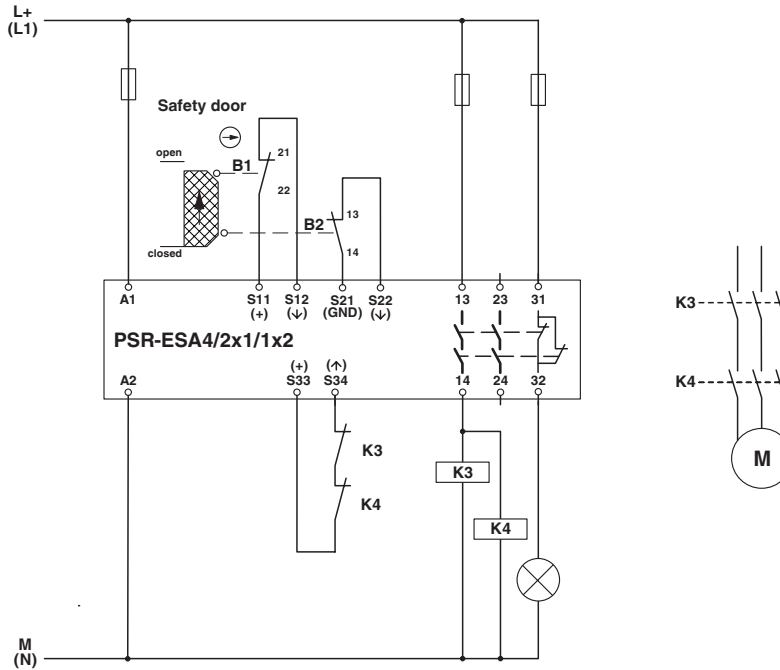 L+
(L1)
Safety door
open
closed
B1
21
22
B2
13
14
A1
S11
(+)
S12
(↓)
S21
(GND)
S22
(↓)
13
23
31
PSR-ESA4/2x1/1x2
A2
(+)
S33
(↑)
S34
14
24
32
K3
K4
K3
K4
K3
K4
M
M
(N)